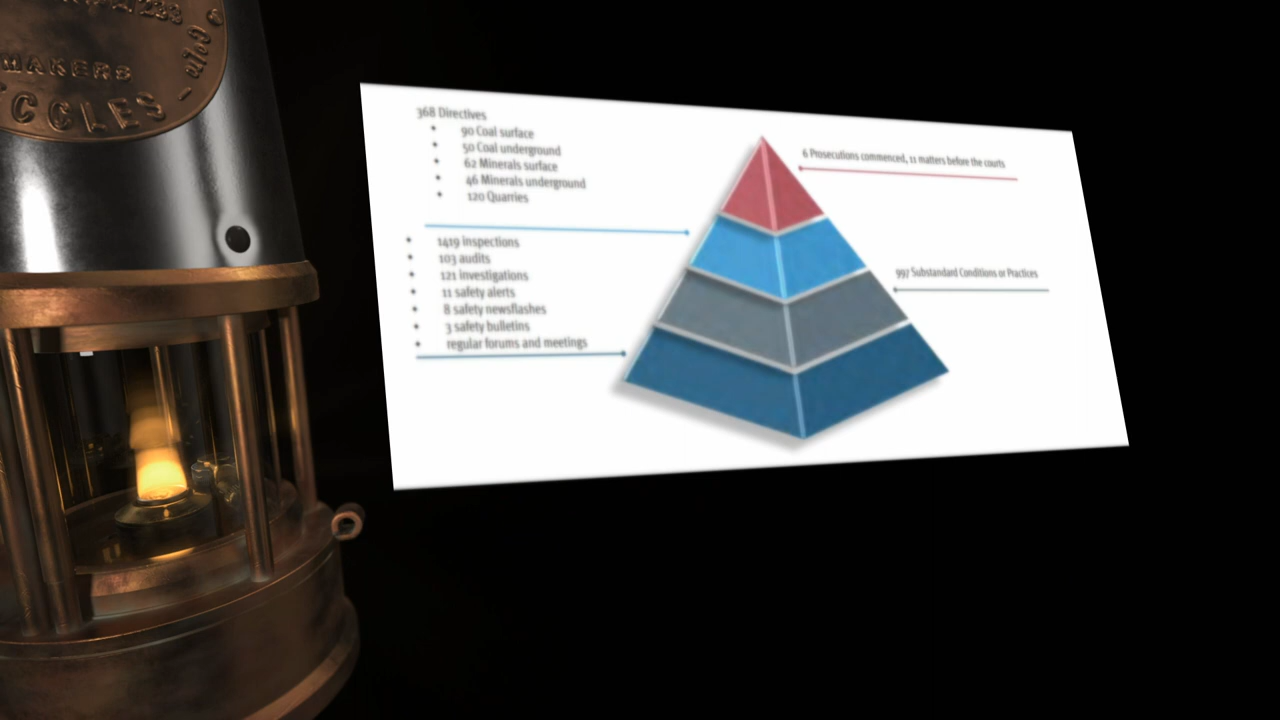 MAKERS
ECCLES -
368 Directives
• 90 Coal surface
• 50 Coal underground
• 62 Minerals surface
• 46 Minerals underground
• 120 Quarries
• 1419 inspections
• 103 audits
• 121 investigations
• 11 safety alerts
• 8 safety newsflashes
• 3 safety bulletins
• regular forums and meetings
6 Prosecutions commenced, 11 matters before the courts
997 Substandard Conditions or Practices